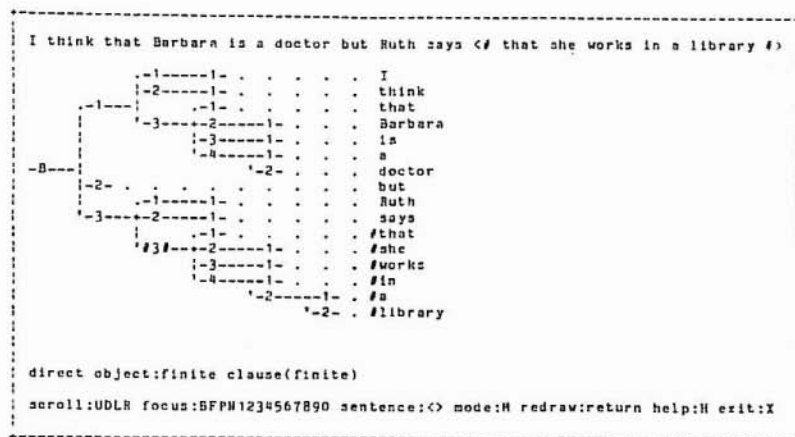 I think that Barbara is a doctor but Ruth says <# that she works in a library #>
.-1-----1- . . . . . I
-2-----1- . . . . . think
.-1--- .-1- . . . . . that
'-3---+-2-----1- . . . Barbara
-3-----1- . . . . is
-4-----1- . . . . a
-B--- '-2- . . . doctor
-2- . . . . . . . but
.-1-----1- . . . . . Ruth
'-3---+-2-----1- . . . . . says
.-1- . . . . . #that
'#3#--+-2-----1- . . . #she
-3-----1- . . . . #works
'-4-----1- . . . . #in
'-2-----1- . #a
'-2- . #library
direct object:finite clause(finite)
scroll:UDLR focus:BFPN1234567890 sentence:<> mode:M redraw:return help:H exit:X